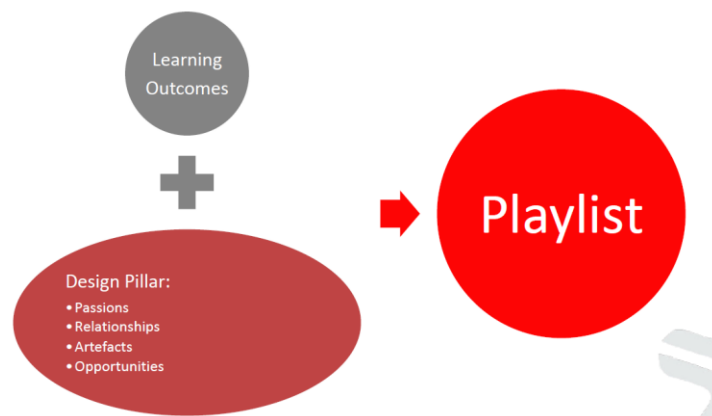 Learning
Outcomes
Design Pillar:
• Passions
• Relationships
• Artefacts
• Opportunities
Playlist